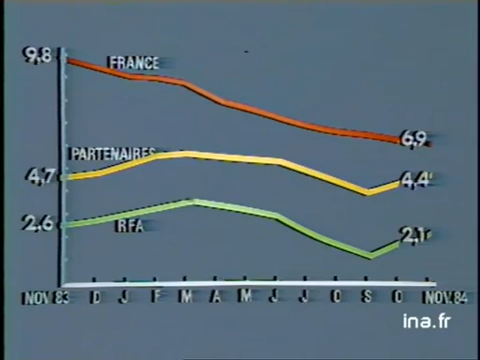 9,8
FRANCE
6,9
PARTENAIRES
4,7
4,4
2,6
RFA
2,1
NOV.83 D J F M A M J J O S O NOV.84
ina.fr